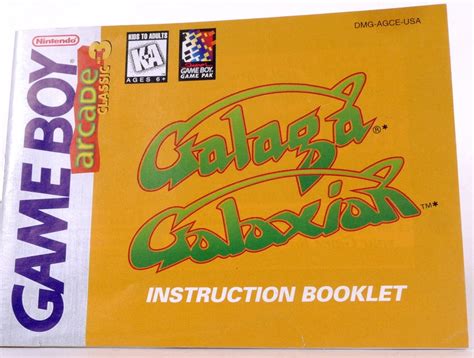 Nintendo
GAME BOY
arcade
CLASSIC 3
KIDS TO ADULTS
K-A
AGES 6+
GAME BOY
GAME PAK
DMG-AGCE-USA
Galaga®*
Galaxian™*
INSTRUCTION BOOKLET